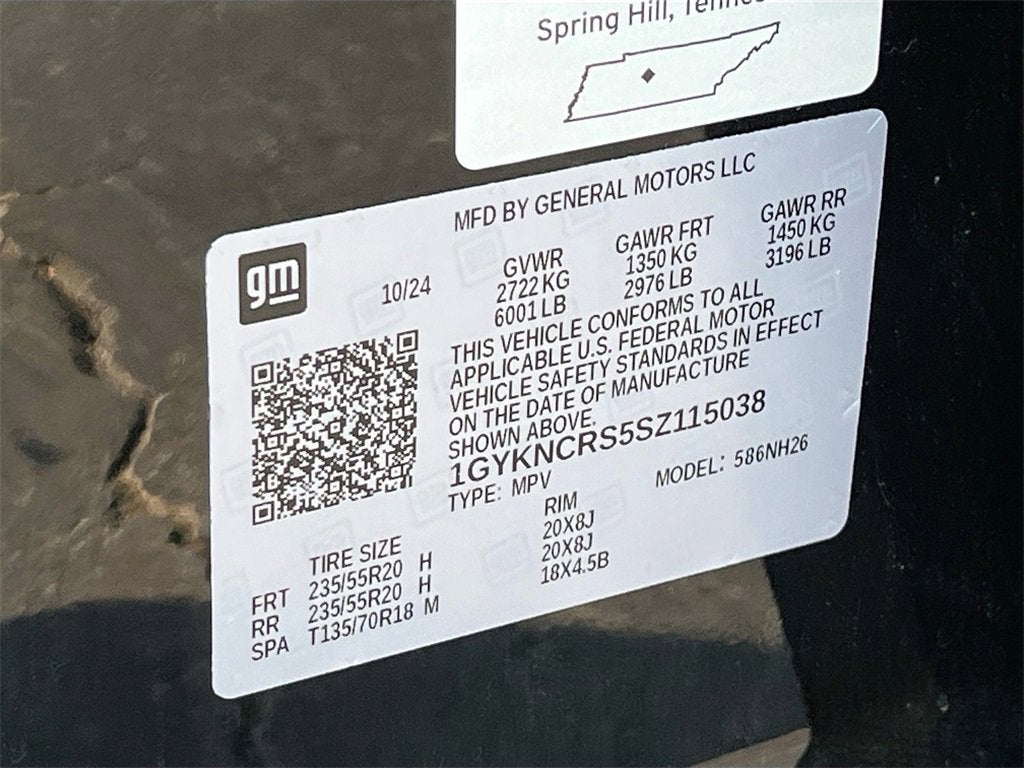 Spring Hill,
MFD BY GENERAL MOTORS LLC
gm
10/24
GVWR
2722 KG
6001 LB
GAWR FRT
1350 KG
2976 LB
GAWR RR
1450 KG
3196 LB
THIS VEHICLE CONFORMS TO ALL
APPLICABLE U.S. FEDERAL MOTOR
VEHICLE SAFETY STANDARDS IN EFFECT
ON THE DATE OF MANUFACTURE
SHOWN ABOVE.
1GYKNCRS5SZ115038
TYPE: MPV
MODEL: 586NH26
TIRE SIZE RIM
FRT 235/55R20 H 20X8J
RR 235/55R20 H 20X8J
SPA T135/70R18 M 18X4.5B